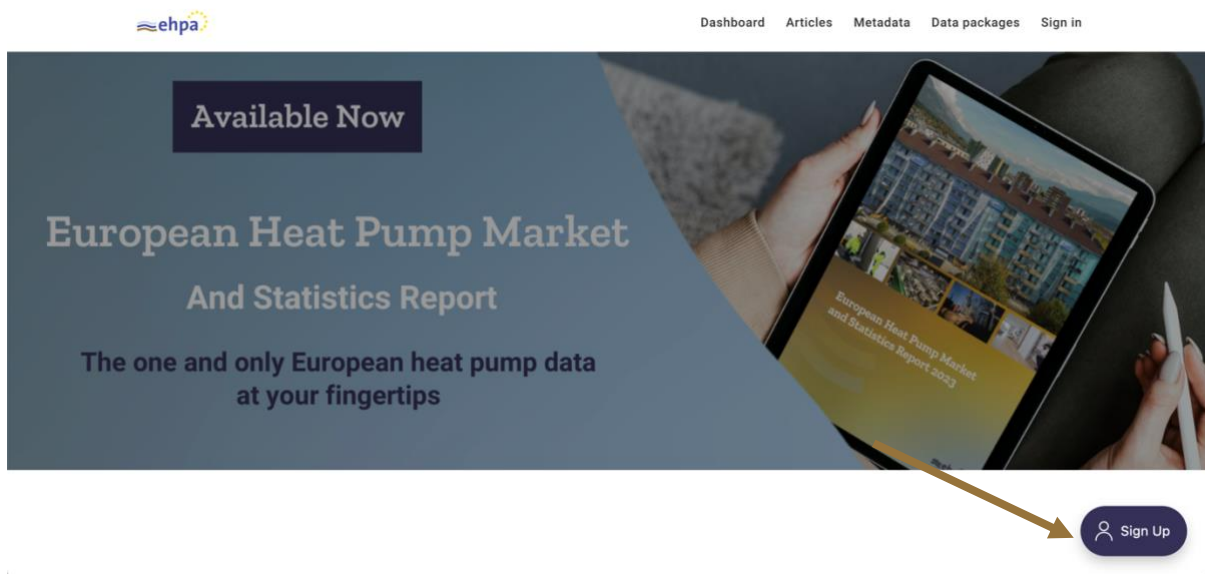 ehpa
Dashboard Articles Metadata Data packages Sign in
Available Now
European Heat Pump Market
And Statistics Report
The one and only European heat pump data
at your fingertips
European Heat Pump Market
and Statistics Report 2023
Sign Up